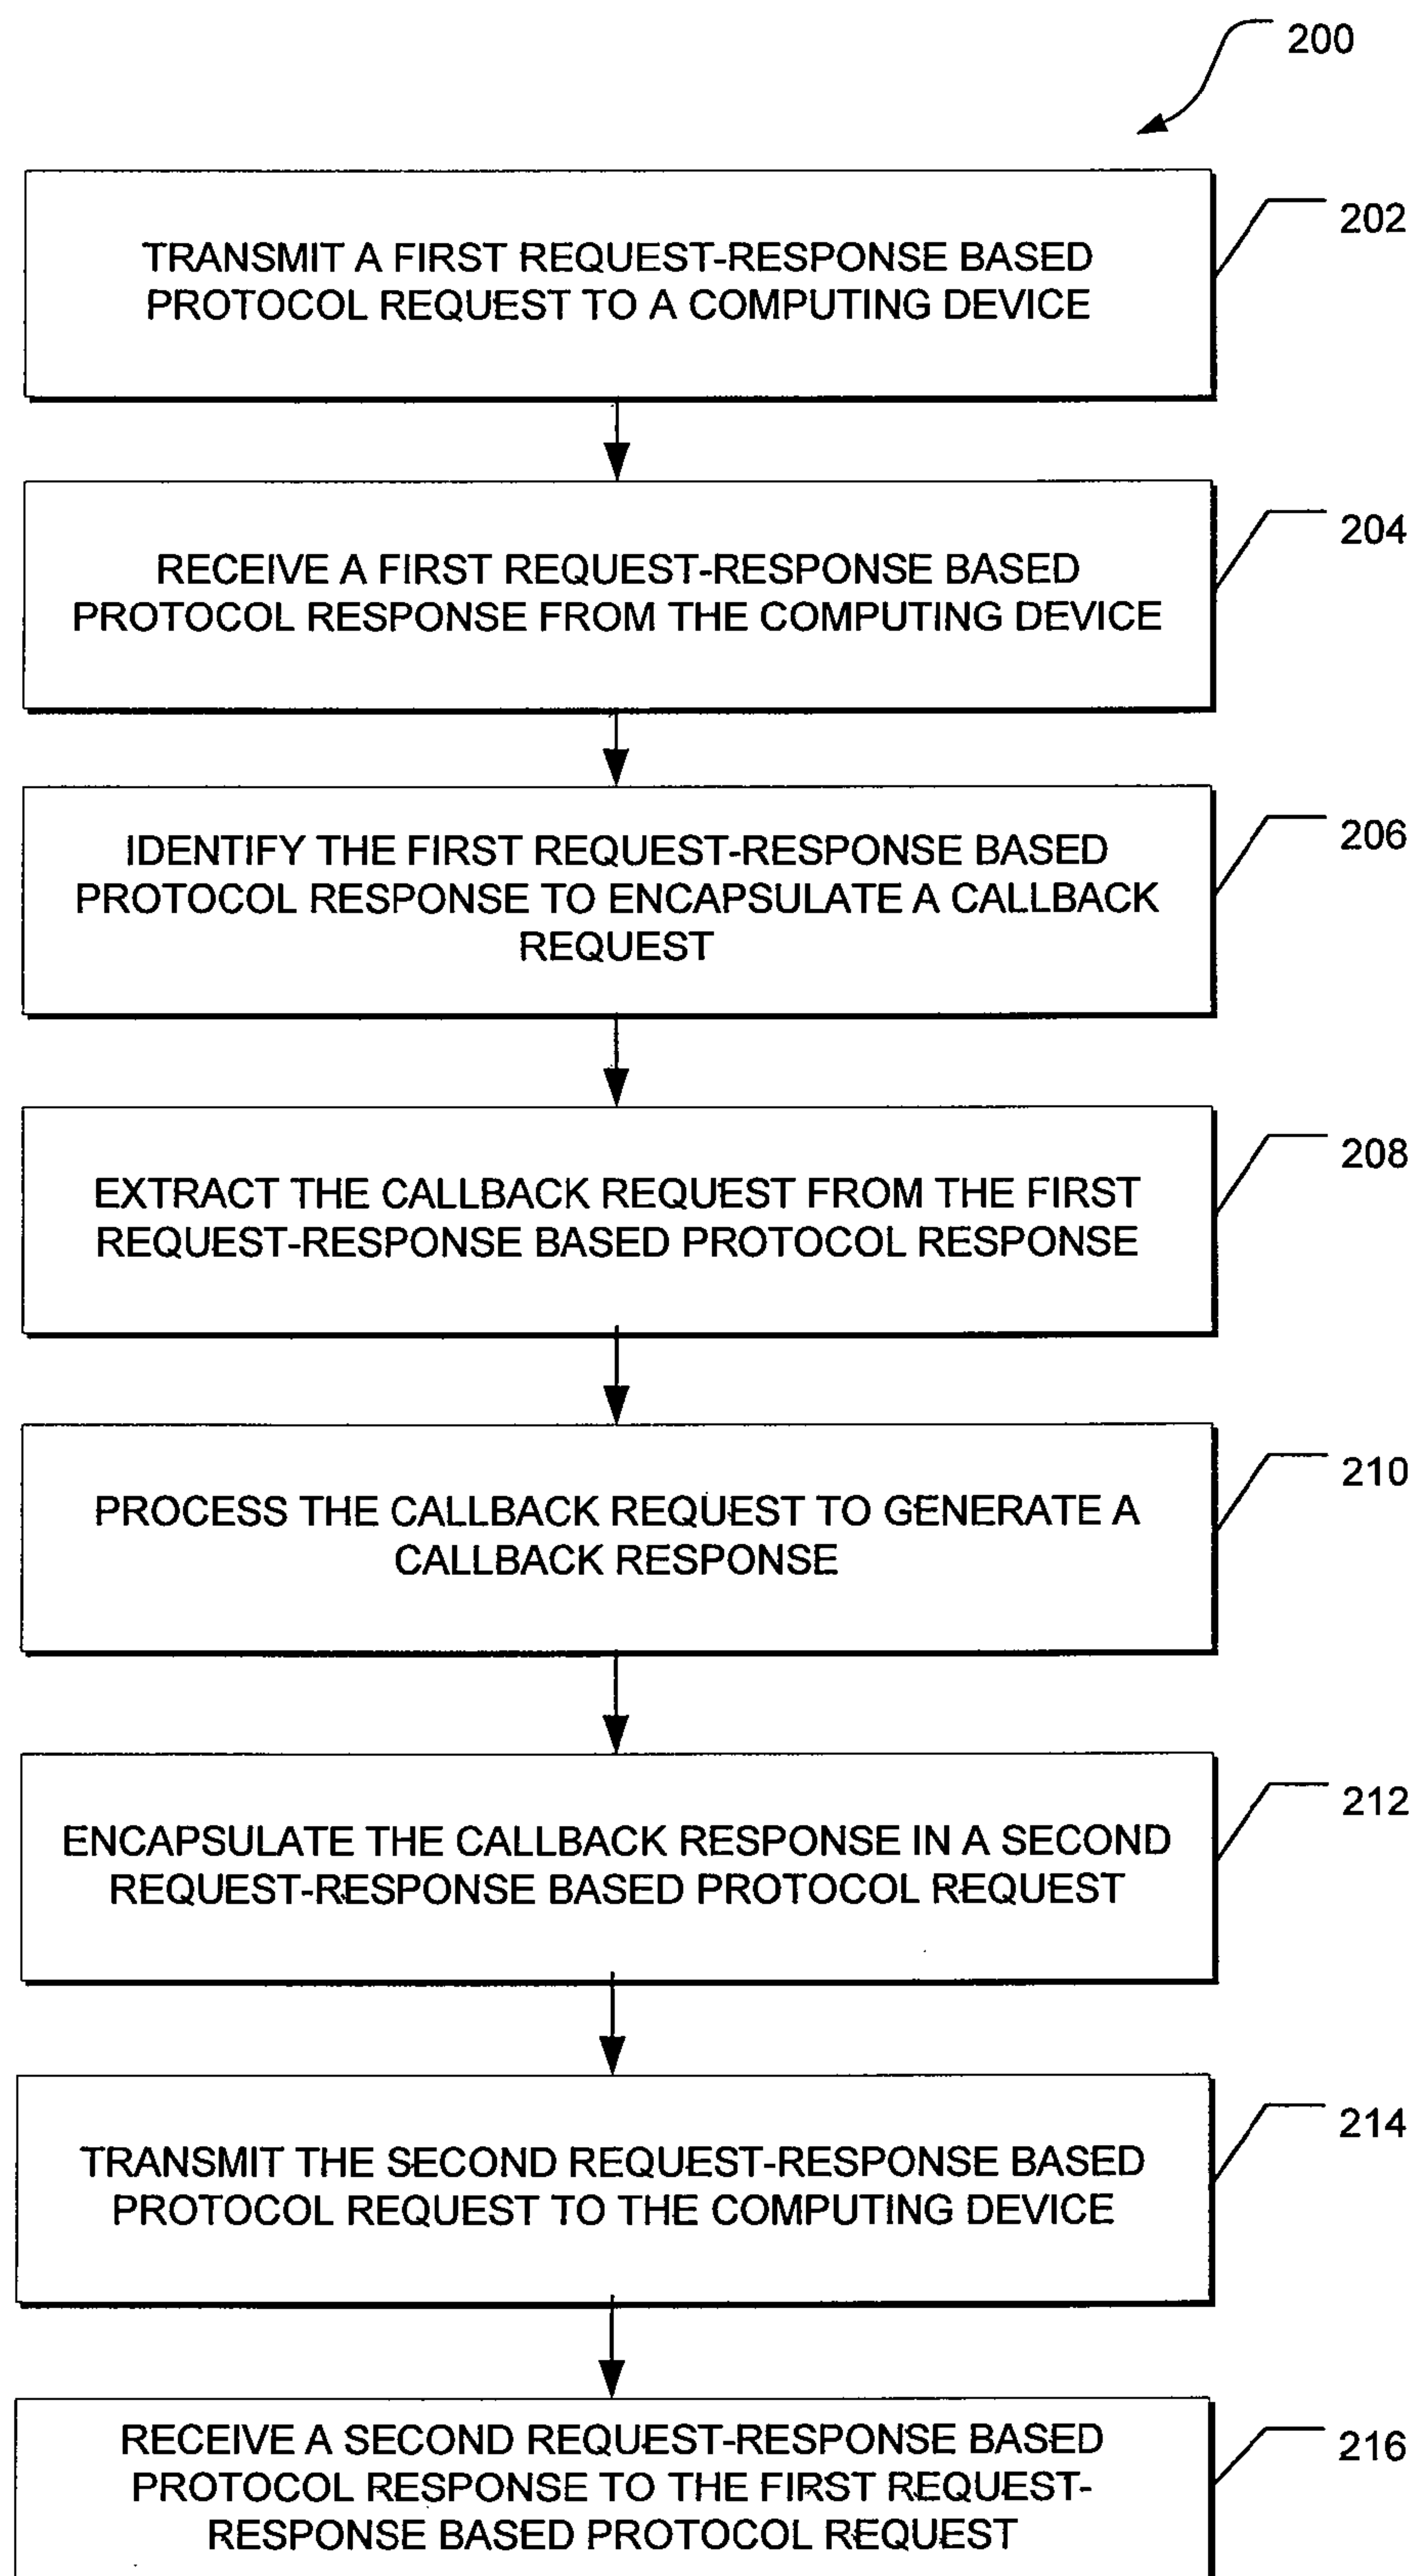 200
TRANSMIT A FIRST REQUEST-RESPONSE BASED
PROTOCOL REQUEST TO A COMPUTING DEVICE
202
RECEIVE A FIRST REQUEST-RESPONSE BASED
PROTOCOL RESPONSE FROM THE COMPUTING DEVICE
204
IDENTIFY THE FIRST REQUEST-RESPONSE BASED
PROTOCOL RESPONSE TO ENCAPSULATE A CALLBACK
REQUEST
206
EXTRACT THE CALLBACK REQUEST FROM THE FIRST
REQUEST-RESPONSE BASED PROTOCOL RESPONSE
208
PROCESS THE CALLBACK REQUEST TO GENERATE A
CALLBACK RESPONSE
210
ENCAPSULATE THE CALLBACK RESPONSE IN A SECOND
REQUEST-RESPONSE BASED PROTOCOL REQUEST
212
TRANSMIT THE SECOND REQUEST-RESPONSE BASED
PROTOCOL REQUEST TO THE COMPUTING DEVICE
214
RECEIVE A SECOND REQUEST-RESPONSE BASED
PROTOCOL RESPONSE TO THE FIRST REQUEST-
RESPONSE BASED PROTOCOL REQUEST
216